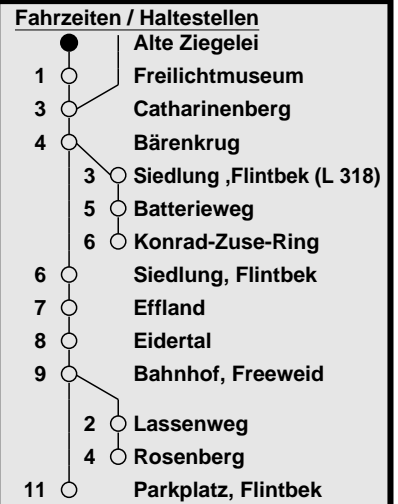 Fahrzeiten / Haltestellen
Alte Ziegelei
1 Freilichtmuseum
3 Catharinenberg
4 Bärenkrug
3 Siedlung ,Flintbek (L 318)
5 Batterieweg
6 Konrad-Zuse-Ring
6 Siedlung, Flintbek
7 Effland
8 Eidertal
9 Bahnhof, Freeweid
2 Lassenweg
4 Rosenberg
11 Parkplatz, Flintbek